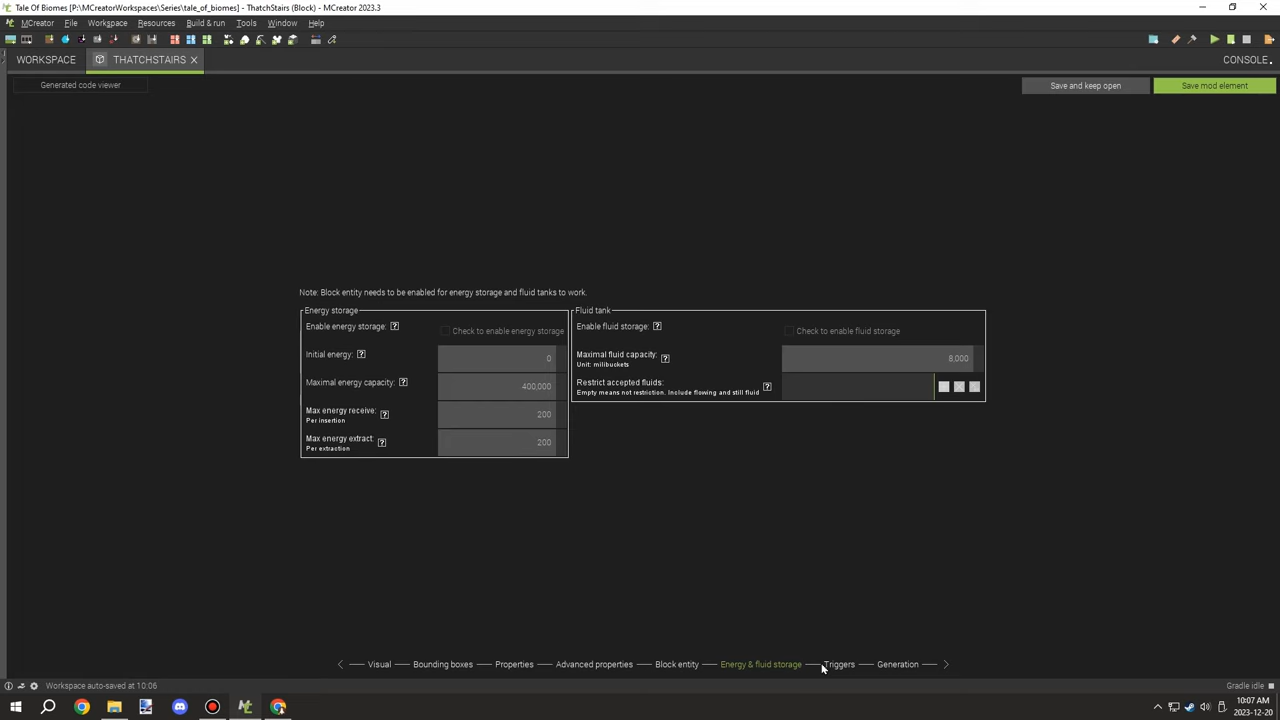 Tale Of Biomes [P:\MCreatorWorkspaces\Series\tale_of_biomes] - ThatchStairs (Block) - MCreator 2023.3
MCreator File Workspace Resources Build & run Tools Window Help
WORKSPACE THATCHSTAIRS CONSOLE
Generated code viewer Save and keep open Save mod element
Note: Block entity needs to be enabled for energy storage and fluid tanks to work.
Energy storage
Enable energy storage: ? Check to enable energy storage
Initial energy: ? 0
Maximal energy capacity: ? 400,000
Max energy receive: ? 200
Per insertion
Max energy extract: ? 200
Per extraction
Fluid tank
Enable fluid storage: ? Check to enable fluid storage
Maximal fluid capacity: ? 8,000
Unit: milibuckets
Restrict accepted fluids: ?
Empty means not restriction. Include flowing and still fluid
Visual Bounding boxes Properties Advanced properties Block entity Energy & fluid storage Triggers Generation
Workspace auto-saved at 10:06 Gradle idle
10:07 AM
2023-12-20